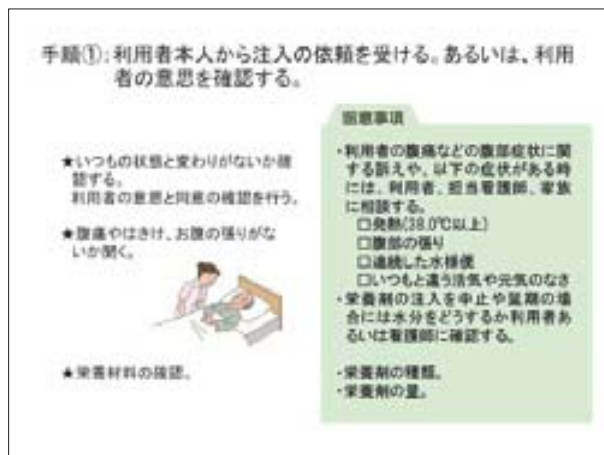 手順①:利用者本人から注入の依頼を受ける。あるいは、利用
者の意思を確認する。
★いつもの状態と変わりがないか確
認する。
利用者の意思と同意の確認を行う。
★腹痛やはきけ、お腹の張りがな
いか聞く。
★栄養材料の確認。
留意事項
・利用者の腹痛などの腹部症状に関
する訴えや、以下の症状がある時
には、利用者、担当看護師、家族
に相談する。
□発熱(38.0℃以上)
□腹部の張り
□連続した水様便
□いつもと違う活気や元気のなさ
・栄養剤の注入を中止や延期の場
合には水分をどうするか利用者あ
るいは看護師に確認する。
・栄養剤の種類。
・栄養剤の量。